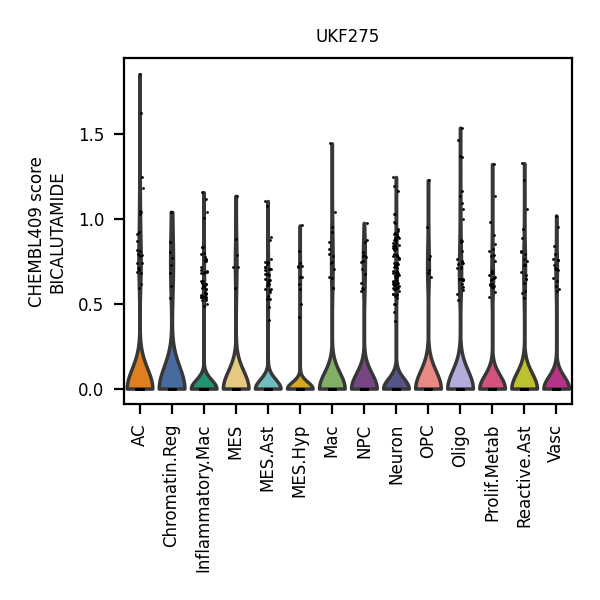 UKF275
CHEMBL409 score
BICALUTAMIDE
1.5
1.0
0.5
0.0
AC
Chromatin.Reg
Inflammatory.Mac
MES
MES.Ast
MES.Hyp
Mac
NPC
Neuron
OPC
Oligo
Prolif.Metab
Reactive.Ast
Vasc